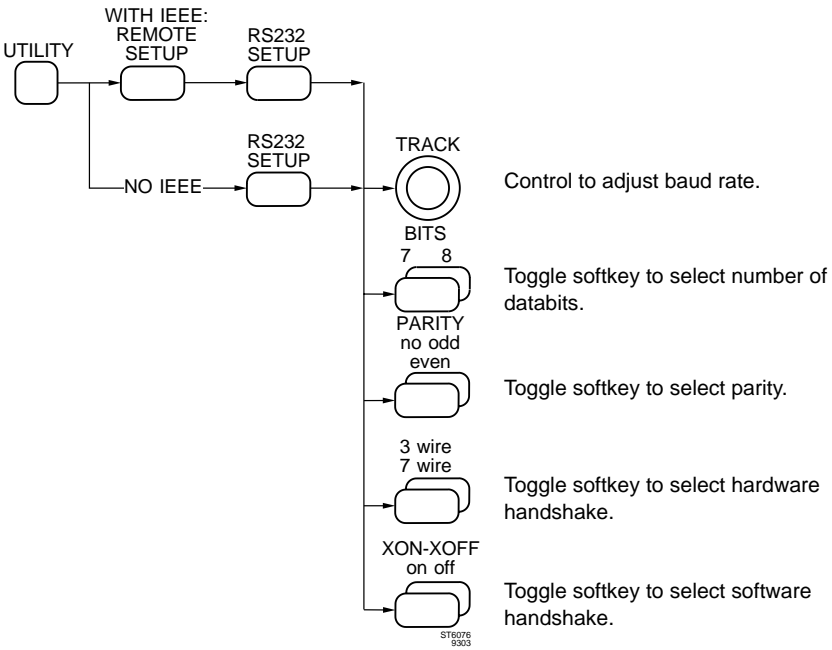 WITH IEEE:
REMOTE
SETUP
RS232
SETUP
UTILITY
RS232
SETUP
NO IEEE
TRACK
Control to adjust baud rate.
BITS
7 8
Toggle softkey to select number of
databits.
PARITY
no odd
even
Toggle softkey to select parity.
3 wire
7 wire
Toggle softkey to select hardware
handshake.
XON-XOFF
on off
Toggle softkey to select software
handshake.
ST6076
9303